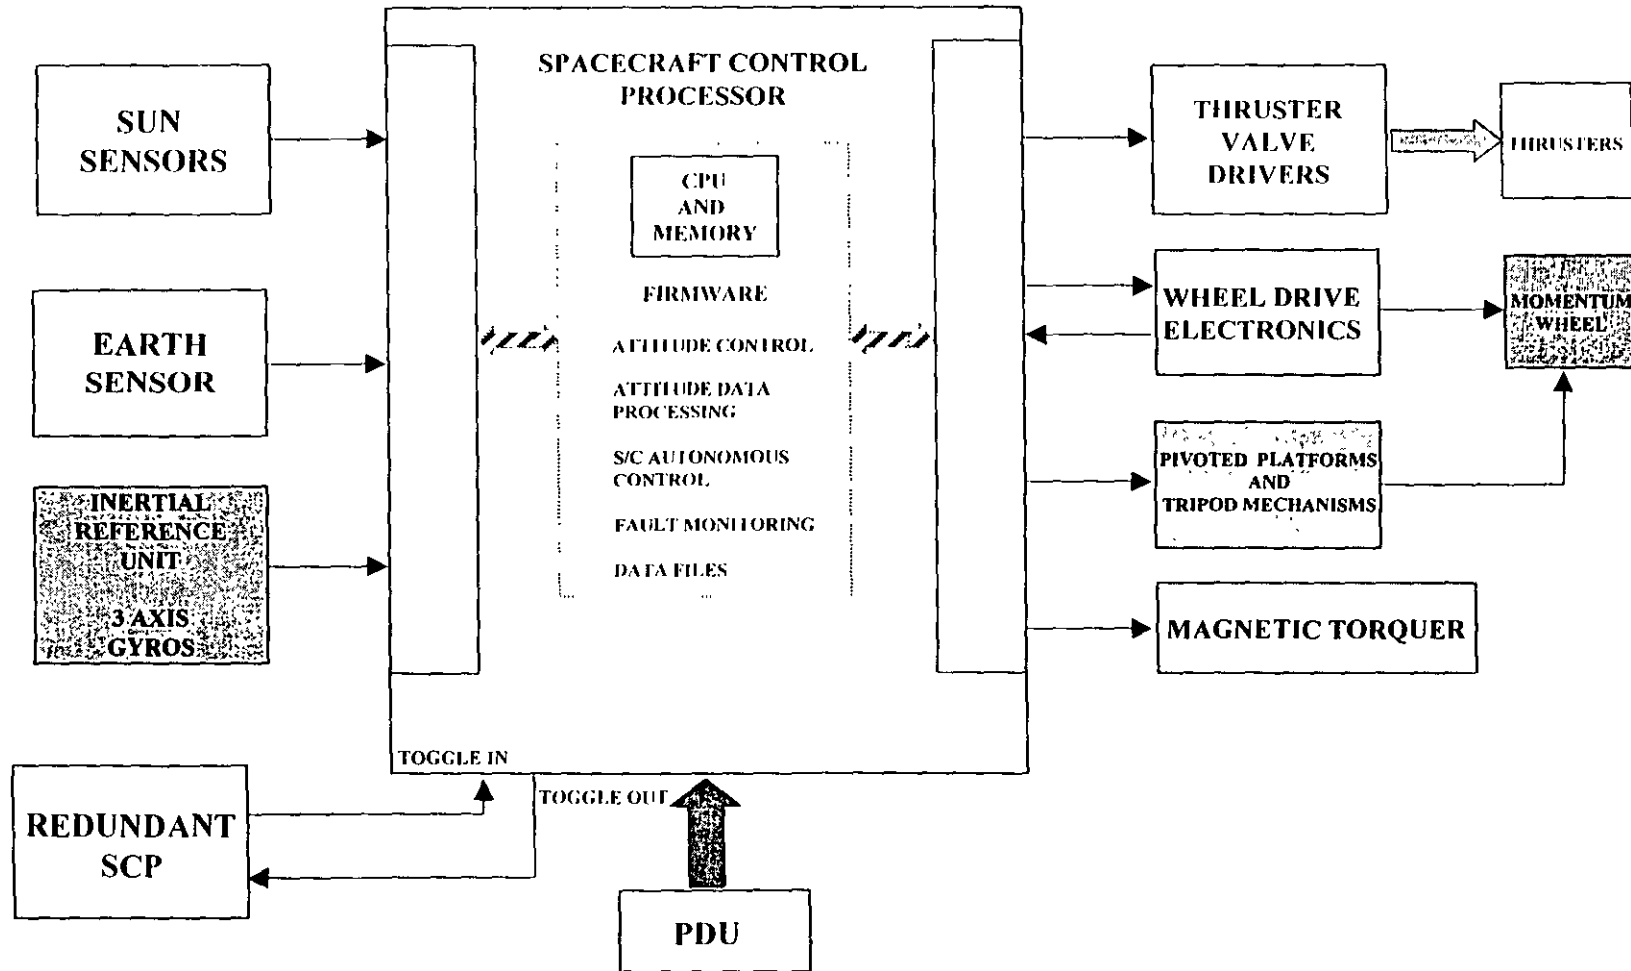 SPACECRAFT CONTROL
PROCESSOR
SUN
SENSORS
EARTH
SENSOR
INERTIAL
REFERENCE
UNIT
3 AXIS
GYROS
CPU
AND
MEMORY
FIRMWARE
ATTITUDE CONTROL
ATTITUDE DATA
PROCESSING
S/C AUTONOMOUS
CONTROL
FAULT MONITORING
DATA FILES
THRUSTER
VALVE
DRIVERS
THRUSTERS
WHEEL DRIVE
ELECTRONICS
MOMENTUM
WHEEL
PIVOTED PLATFORMS
AND
TRIPOD MECHANISMS
MAGNETIC TORQUER
TOGGLE IN
TOGGLE OUT
REDUNDANT
SCP
PDU